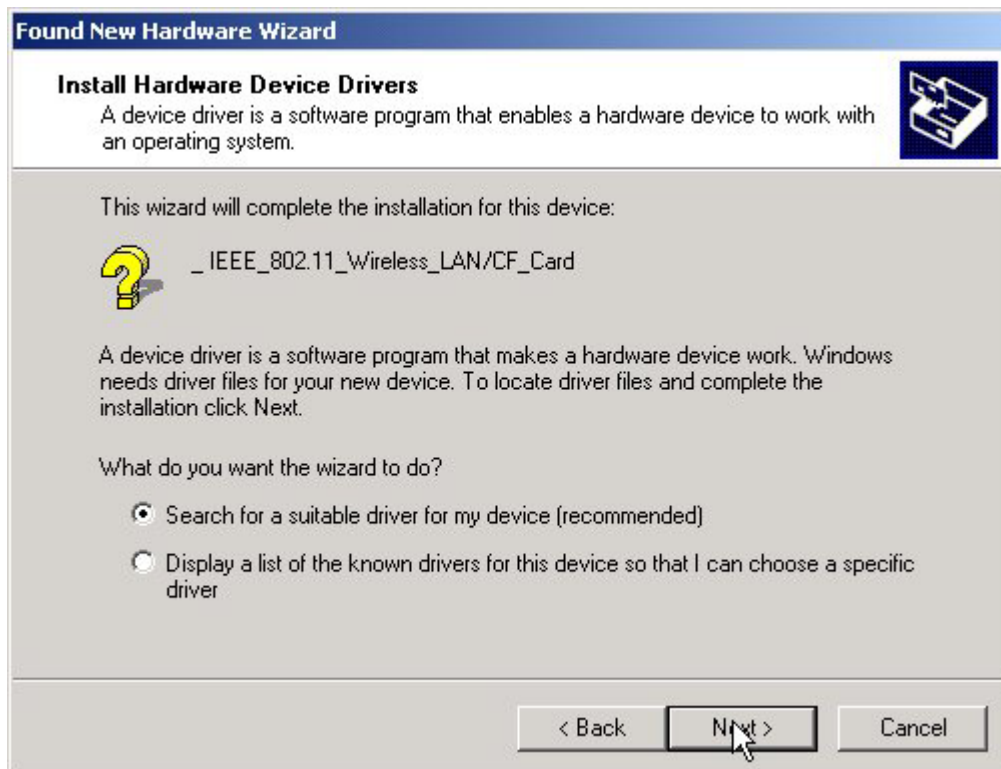 Found New Hardware Wizard
Install Hardware Device Drivers
A device driver is a software program that enables a hardware device to work with
an operating system.
This wizard will complete the installation for this device:
_ IEEE_802.11_Wireless_LAN/CF_Card
A device driver is a software program that makes a hardware device work. Windows
needs driver files for your new device. To locate driver files and complete the
installation click Next.
What do you want the wizard to do?
Search for a suitable driver for my device (recommended)
Display a list of the known drivers for this device so that I can choose a specific
driver
< Back Next > Cancel